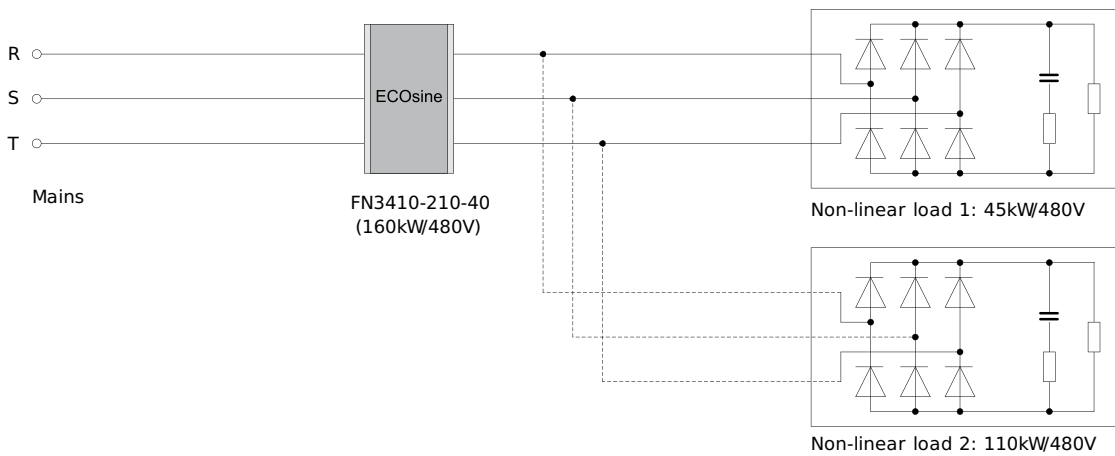 R
S
T
Mains
ECOsine
FN3410-210-40
(160kW/480V)
Non-linear load 1: 45kW/480V
Non-linear load 2: 110kW/480V